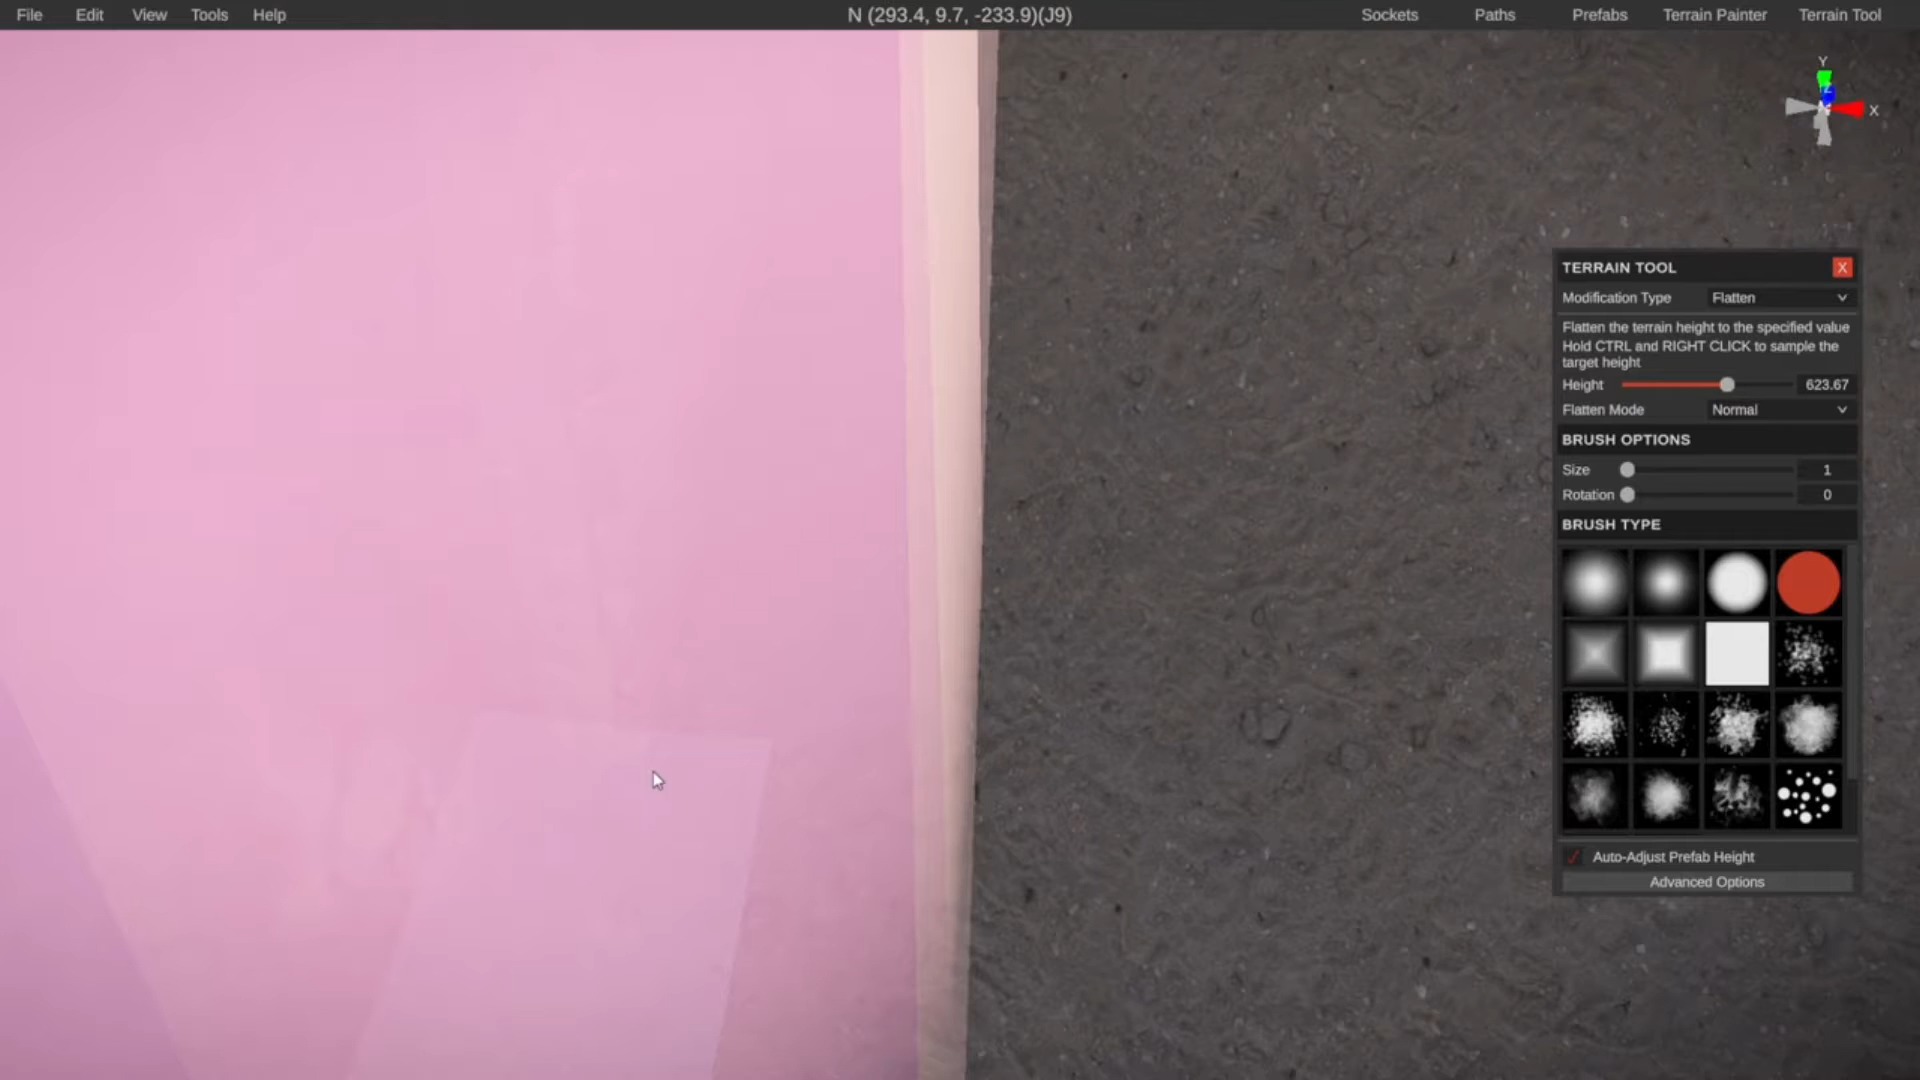 File Edit View Tools Help N (293.4, 9.7, -233.9)(J9) Sockets Paths Prefabs Terrain Painter Terrain Tool
Y
Z
X
TERRAIN TOOL X
Modification Type Flatten
Flatten the terrain height to the specified value
Hold CTRL and RIGHT CLICK to sample the
target height
Height 623.67
Flatten Mode Normal
BRUSH OPTIONS
Size 1
Rotation 0
BRUSH TYPE
Auto-Adjust Prefab Height
Advanced Options